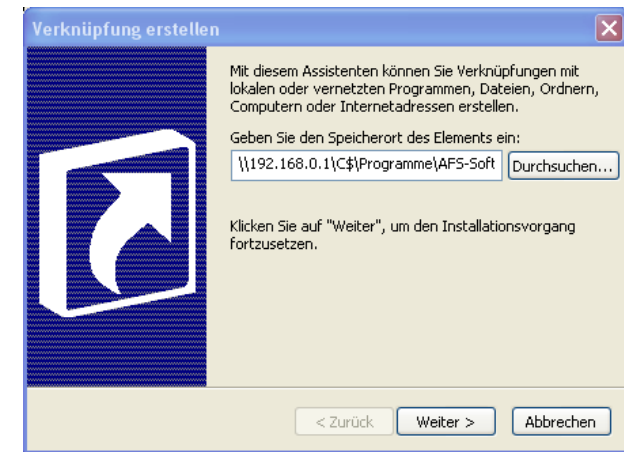 Verknüpfung erstellen
Mit diesem Assistenten können Sie Verknüpfungen mit
lokalen oder vernetzten Programmen, Dateien, Ordnern,
Computern oder Internetadressen erstellen.
Geben Sie den Speicherort des Elements ein:
\\192.168.0.1\C$\Programme\AFS-Soft
Durchsuchen...
Klicken Sie auf "Weiter", um den Installationsvorgang
fortzusetzen.
< Zurück
Weiter >
Abbrechen